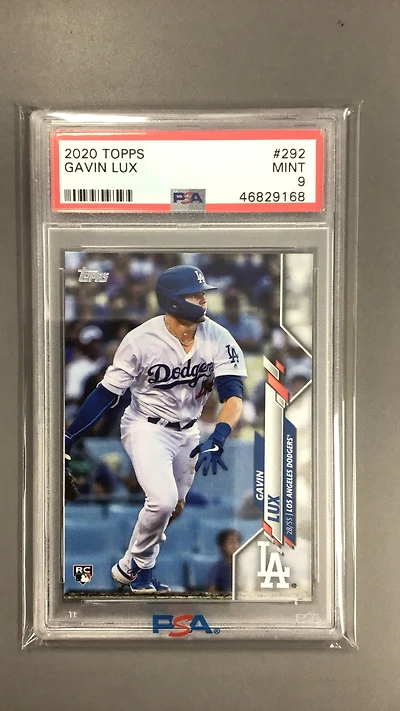 2020 TOPPS #292
GAVIN LUX MINT
9
PSA 46829168
Topps
LA
LA
Dodgers
GAVIN
LUX
2B/SS | LOS ANGELES DODGERS®
LA
®
RC
PSA®